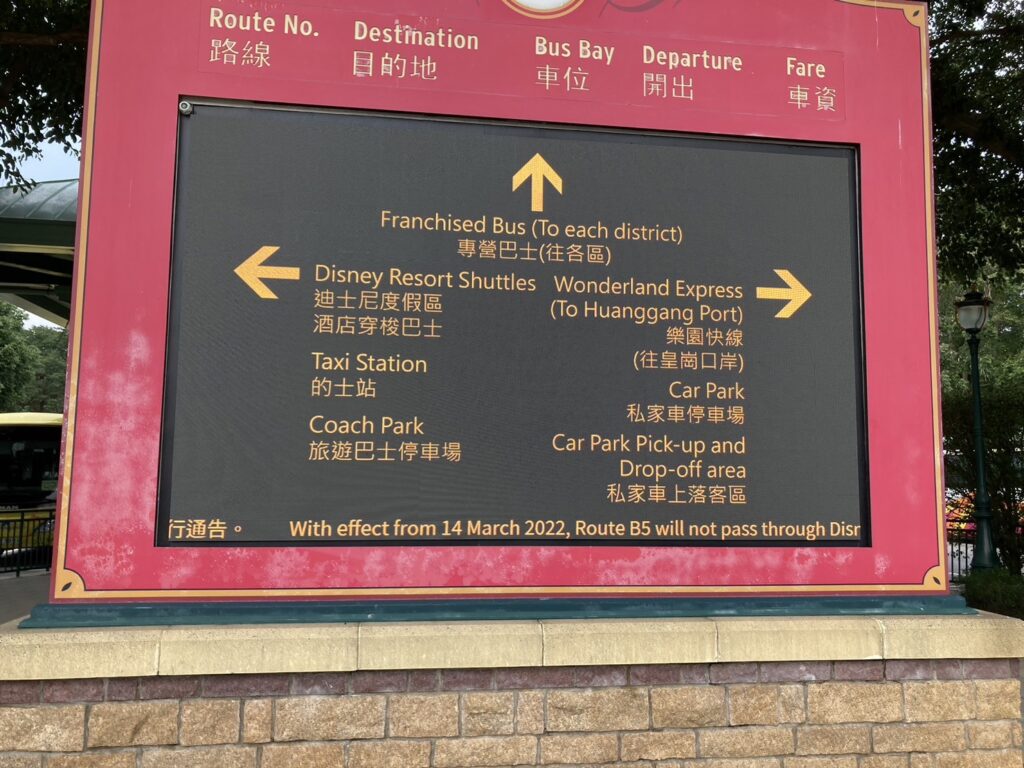 Route No.
路線
Destination
目的地
Bus Bay
車位
Departure
開出
Fare
車資
Franchised Bus (To each district)
專營巴士(往各區)
Disney Resort Shuttles
迪士尼度假區
酒店穿梭巴士
Taxi Station
的士站
Coach Park
旅遊巴士停車場
Wonderland Express
(To Huanggang Port)
樂園快線
(往皇崗口岸)
Car Park
私家車停車場
Car Park Pick-up and
Drop-off area
私家車上落客區
行通告。 With effect from 14 March 2022, Route B5 will not pass through Disn